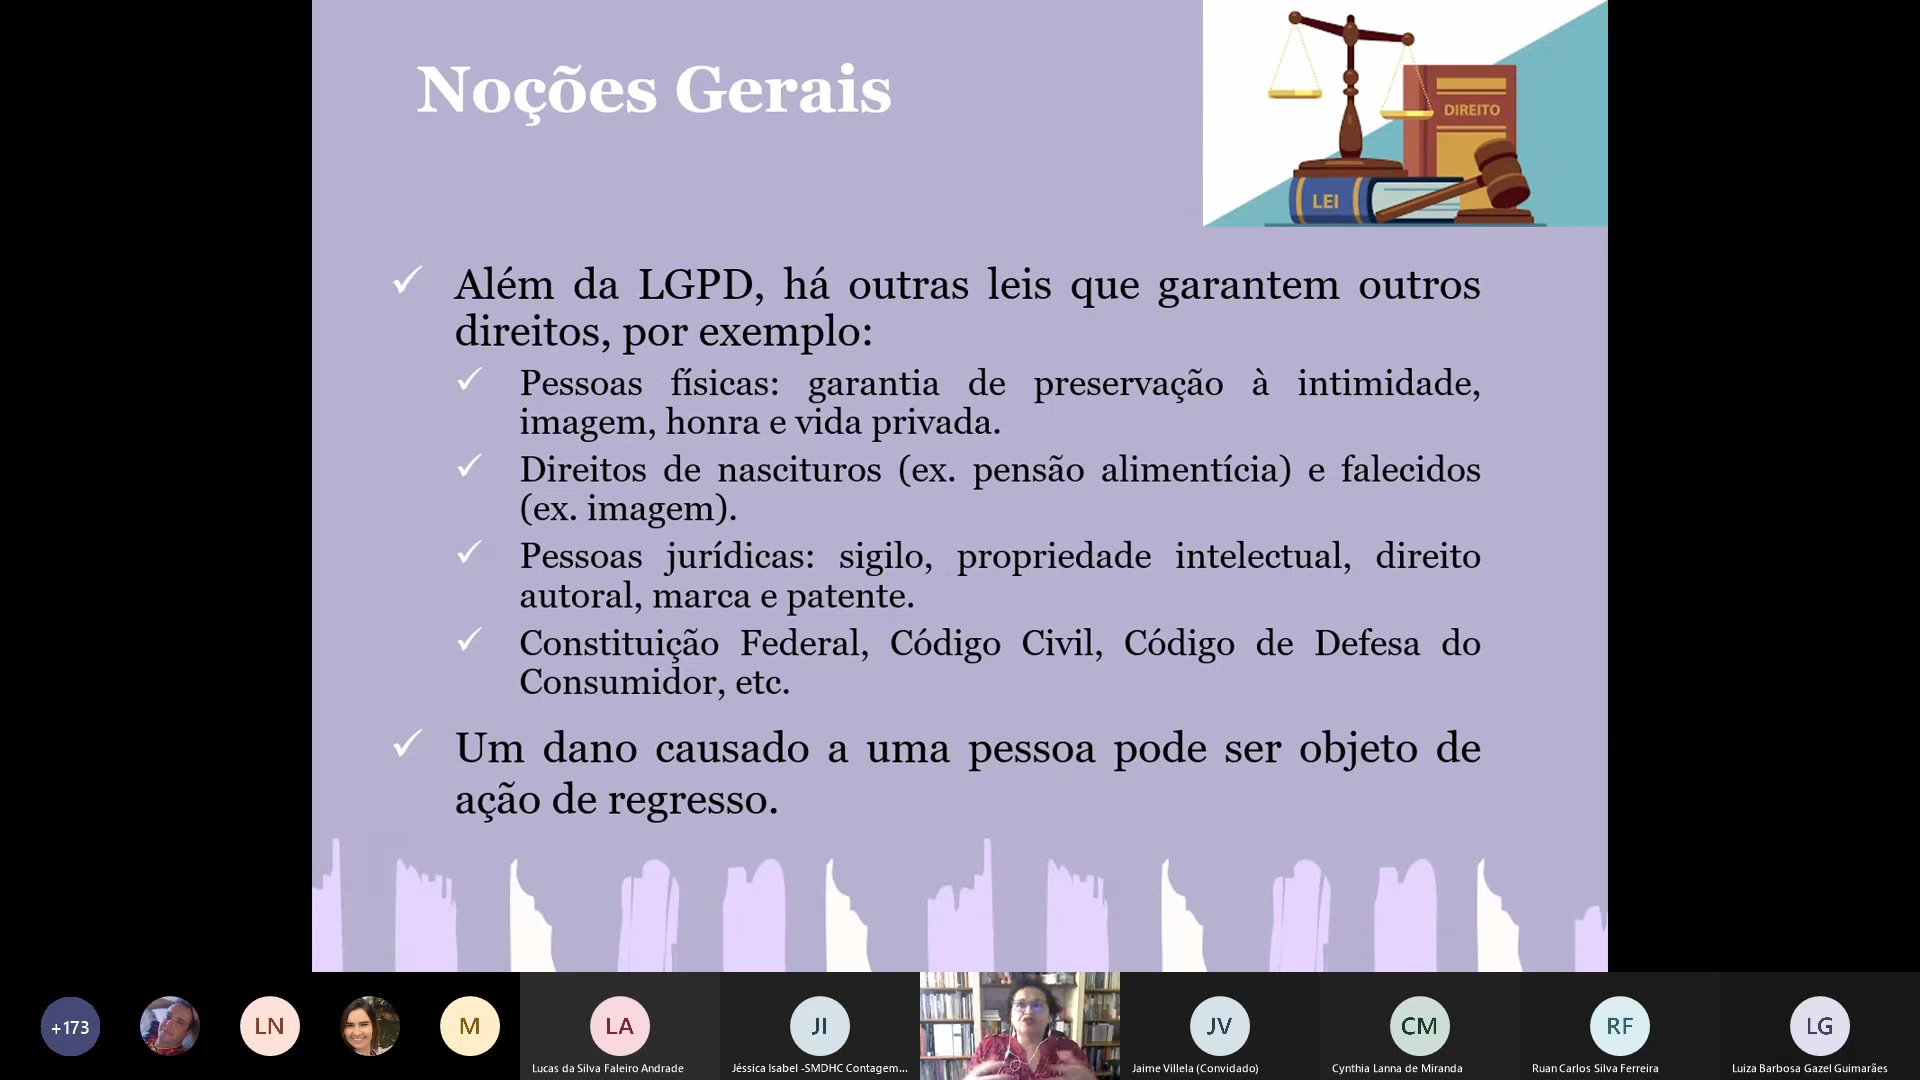 Noções Gerais
DIREITO
LEI
Além da LGPD, há outras leis que garantem outros
direitos, por exemplo:
Pessoas físicas: garantia de preservação à intimidade,
imagem, honra e vida privada.
Direitos de nascituros (ex. pensão alimentícia) e falecidos
(ex. imagem).
Pessoas jurídicas: sigilo, propriedade intelectual, direito
autoral, marca e patente.
Constituição Federal, Código Civil, Código de Defesa do
Consumidor, etc.
Um dano causado a uma pessoa pode ser objeto de
ação de regresso.
+173
LN
M
LA
JI
JV
CM
RF
LG
Lucas da Silva Faleiro Andrade
Jéssica Isabel -SMDHC Contagem...
Jaime Villela (Convidado)
Cynthia Lanna de Miranda
Ruan Carlos Silva Ferreira
Luiza Barbosa Gazel Guimarães